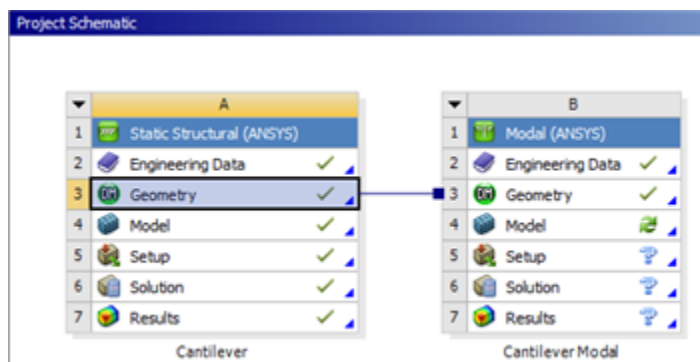 Project Schematic
A
1 Static Structural (ANSYS)
2 Engineering Data
3 Geometry
4 Model
5 Setup
6 Solution
7 Results
Cantilever
B
1 Modal (ANSYS)
2 Engineering Data
3 Geometry
4 Model
5 Setup
6 Solution
7 Results
Cantilever Modal